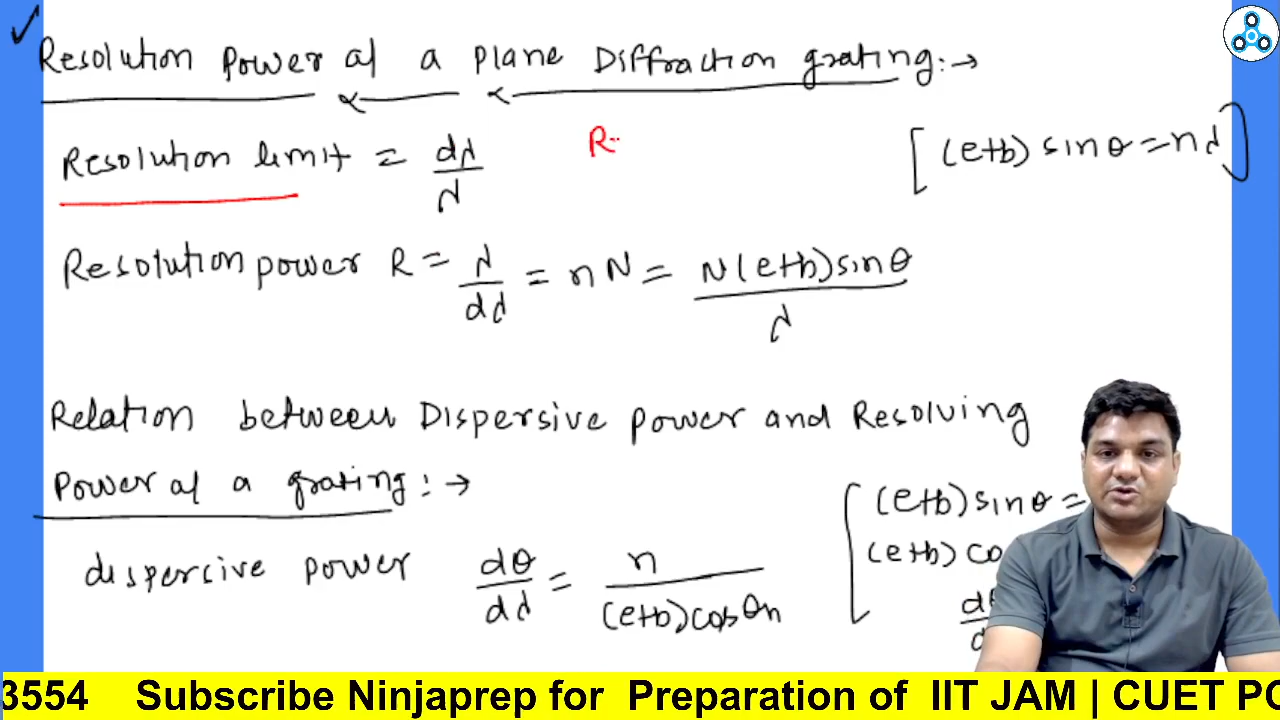 ✓
Resolution Power of a Plane Diffraction grating:→
Resolution limit = dλ/λ
R
[(e+b) sinθ = nλ]
Resolution power R = λ/dλ = nN = N(e+b)sinθ/λ
Relation between Dispersive Power and Resolving
Power of a grating:→
dispersive power dθ/dλ = n/(e+b)cosθn
(e+b)sinθ =
(e+b)
3554 Subscribe Ninjaprep for Preparation of IIT JAM | CUET PG